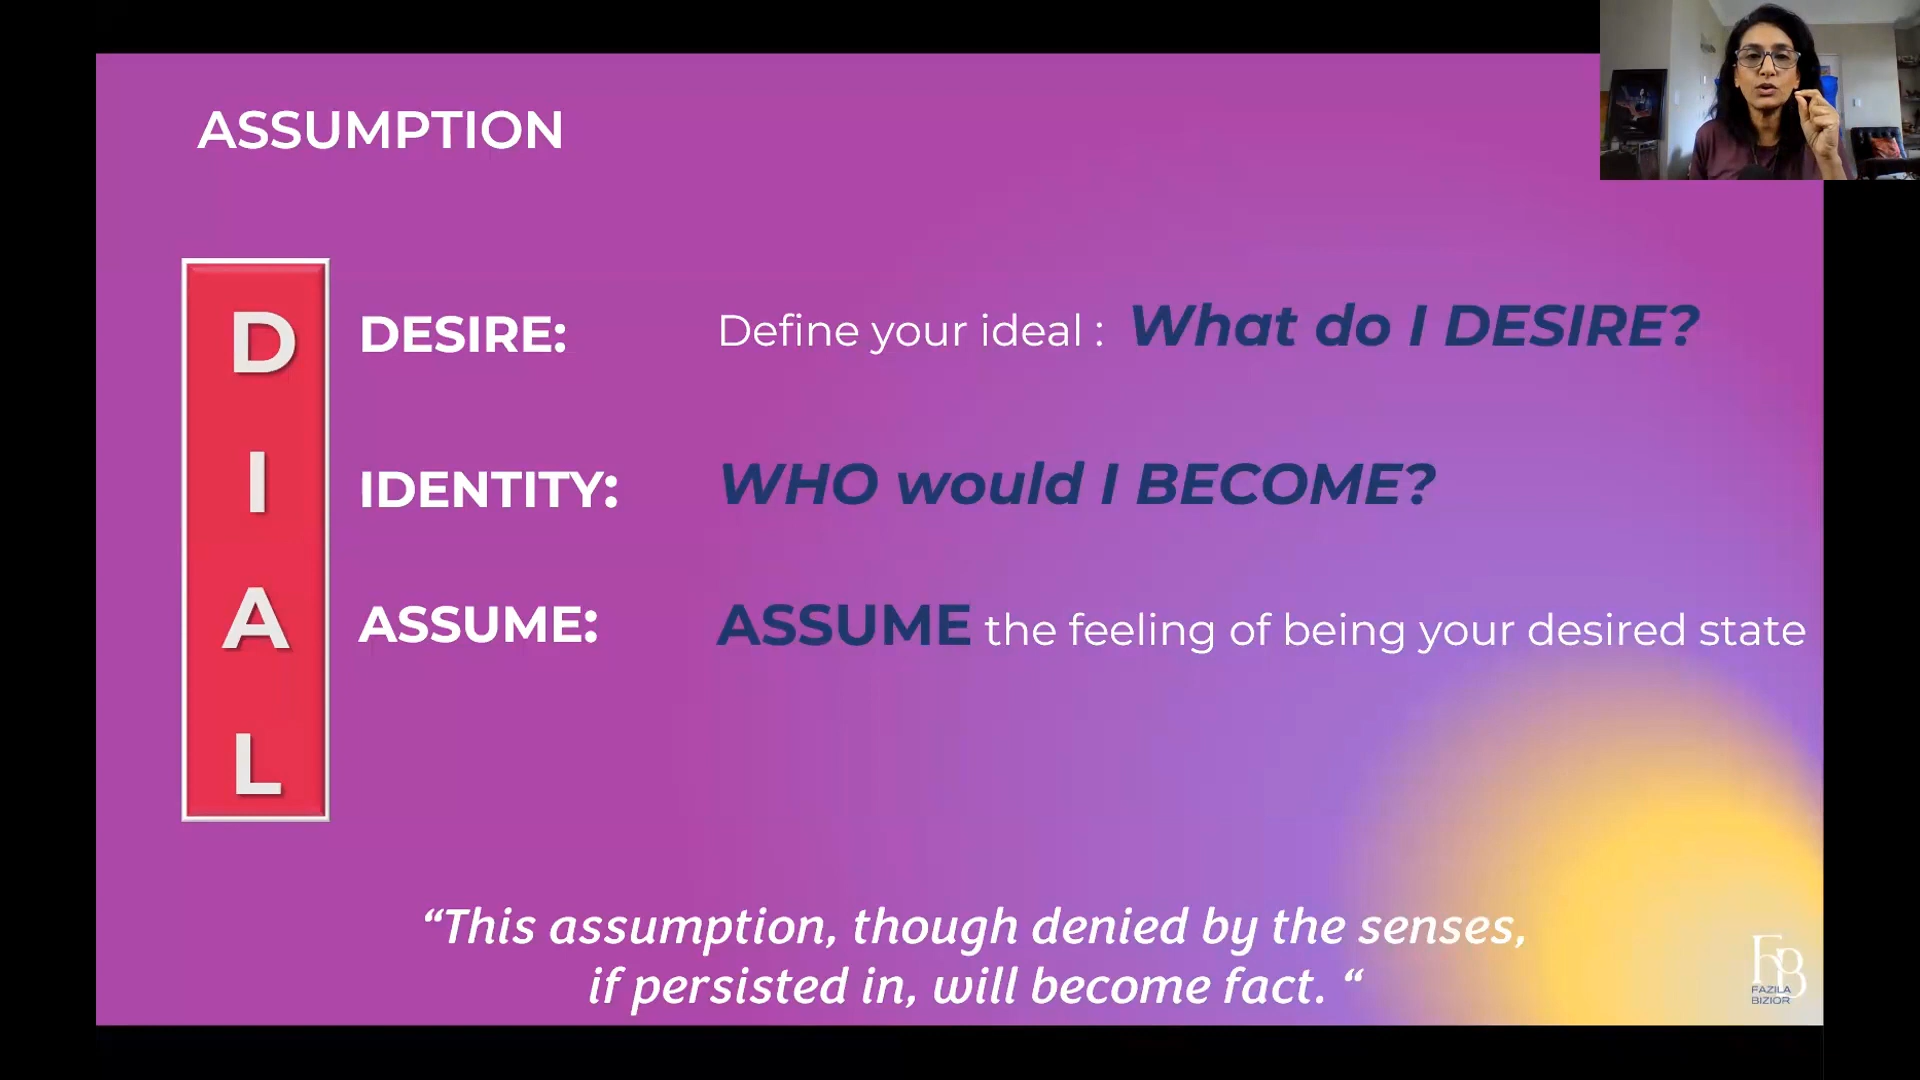 ASSUMPTION
D
DESIRE: Define your ideal : What do I DESIRE?
I
IDENTITY: WHO would I BECOME?
A
ASSUME: ASSUME the feeling of being your desired state
L
“This assumption, though denied by the senses,
if persisted in, will become fact. “
FB
FAZILA
BIZIOR